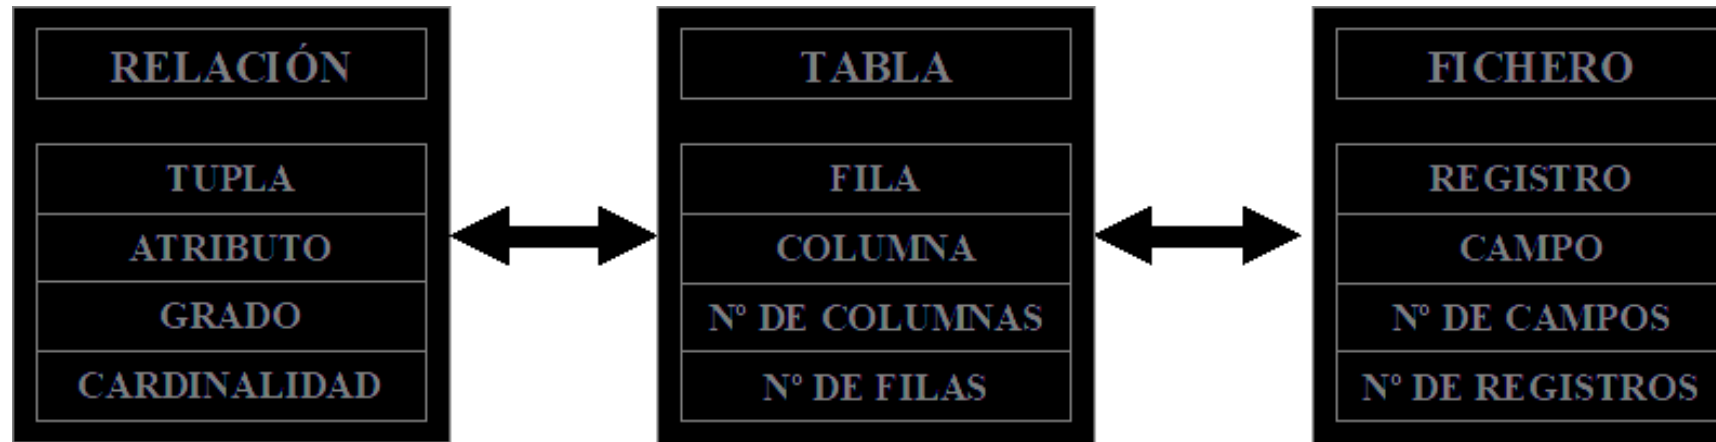 RELACIÓN
TUPLA
ATRIBUTO
GRADO
CARDINALIDAD
TABLA
FILA
COLUMNA
Nº DE COLUMNAS
Nº DE FILAS
FICHERO
REGISTRO
CAMPO
Nº DE CAMPOS
Nº DE REGISTROS